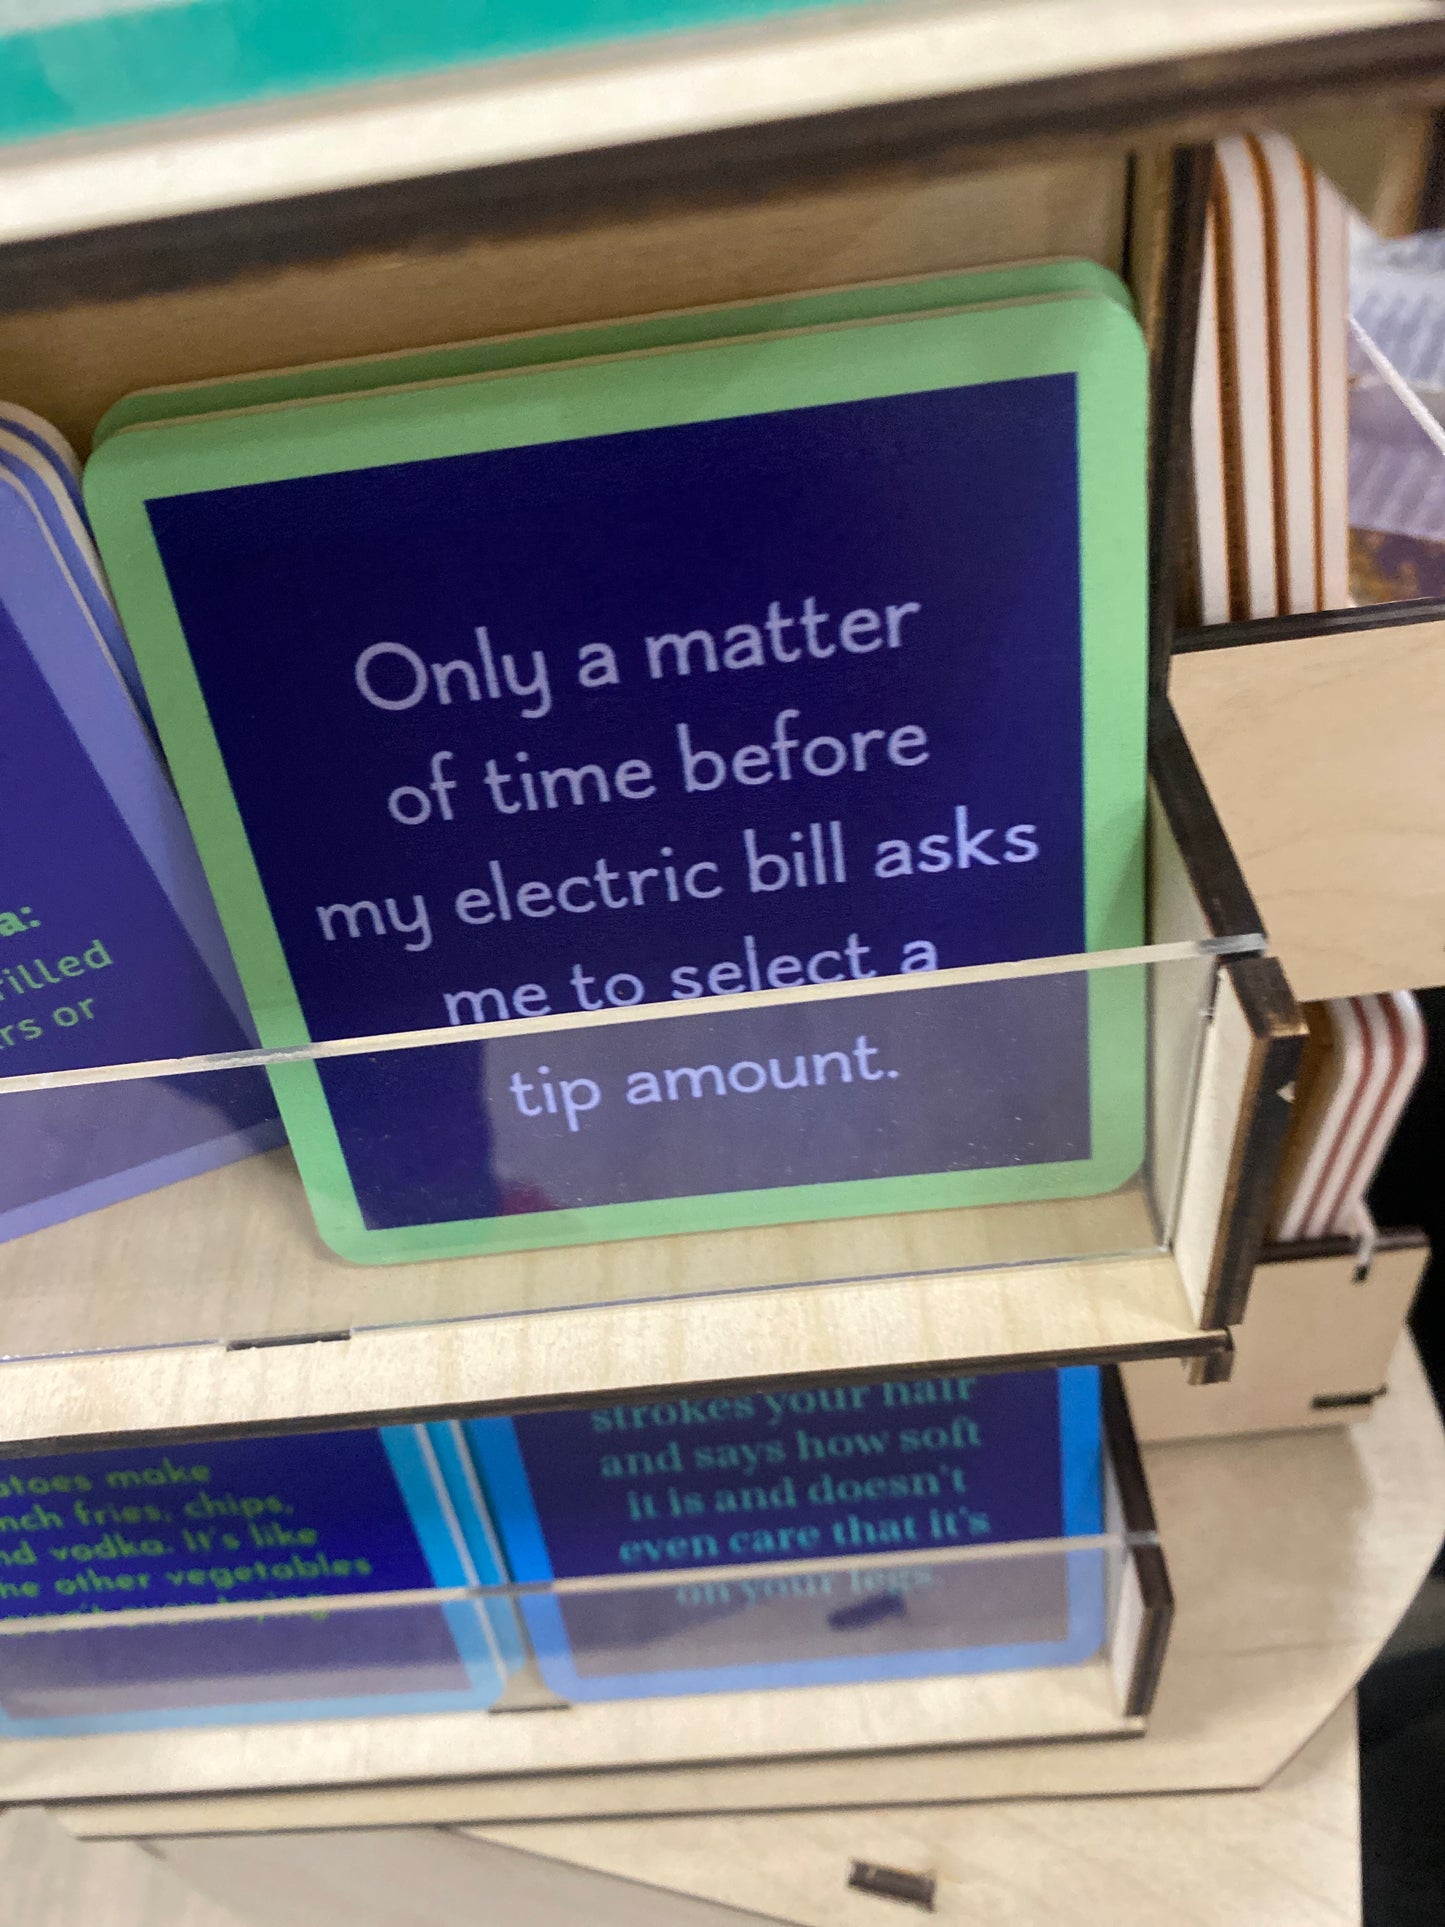 Only a matter
of time before
my electric bill asks
me to select a
tip amount.
a:
rilled
rs or
atoes make
nch fries, chips,
nd vodka. It's like
he other vegetables
strokes your hair
and says how soft
it is and doesn't
even care that it's
on your legs.